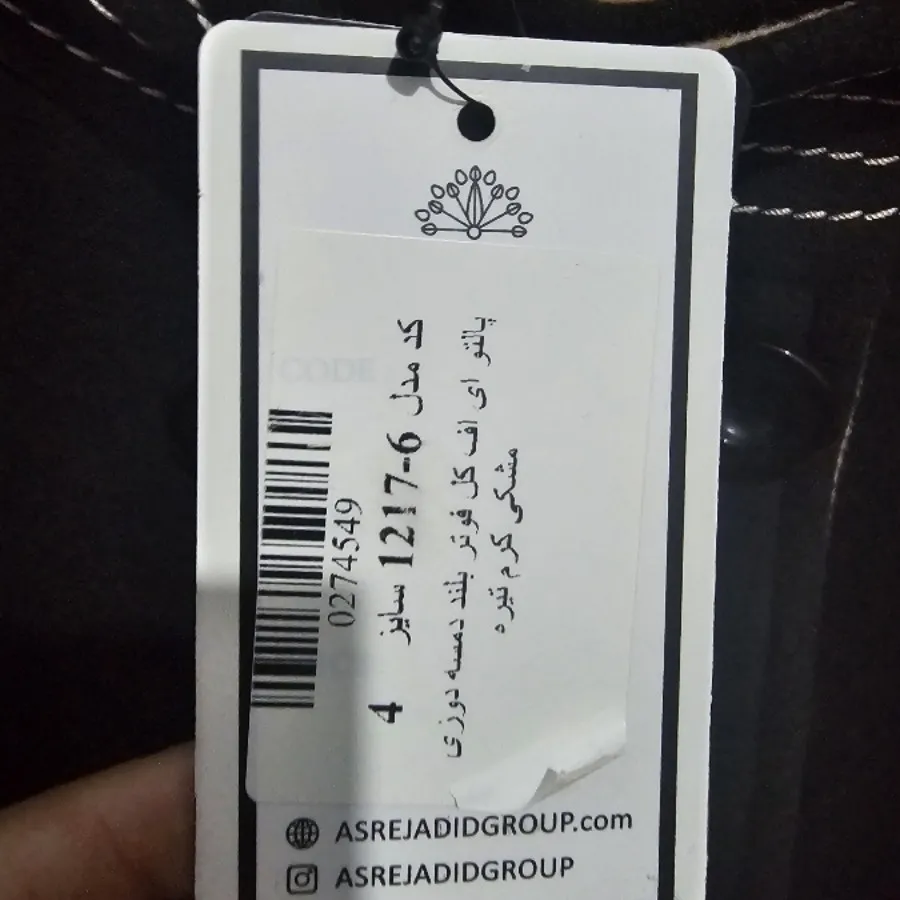 CODE
پالتو ای اف کل فوتر بلند دمسه دوزی
مشکی کرم تیره
کد مدل 1217-6 سایز 4
0274549
ASREJADIDGROUP.com
ASREJADIDGROUP